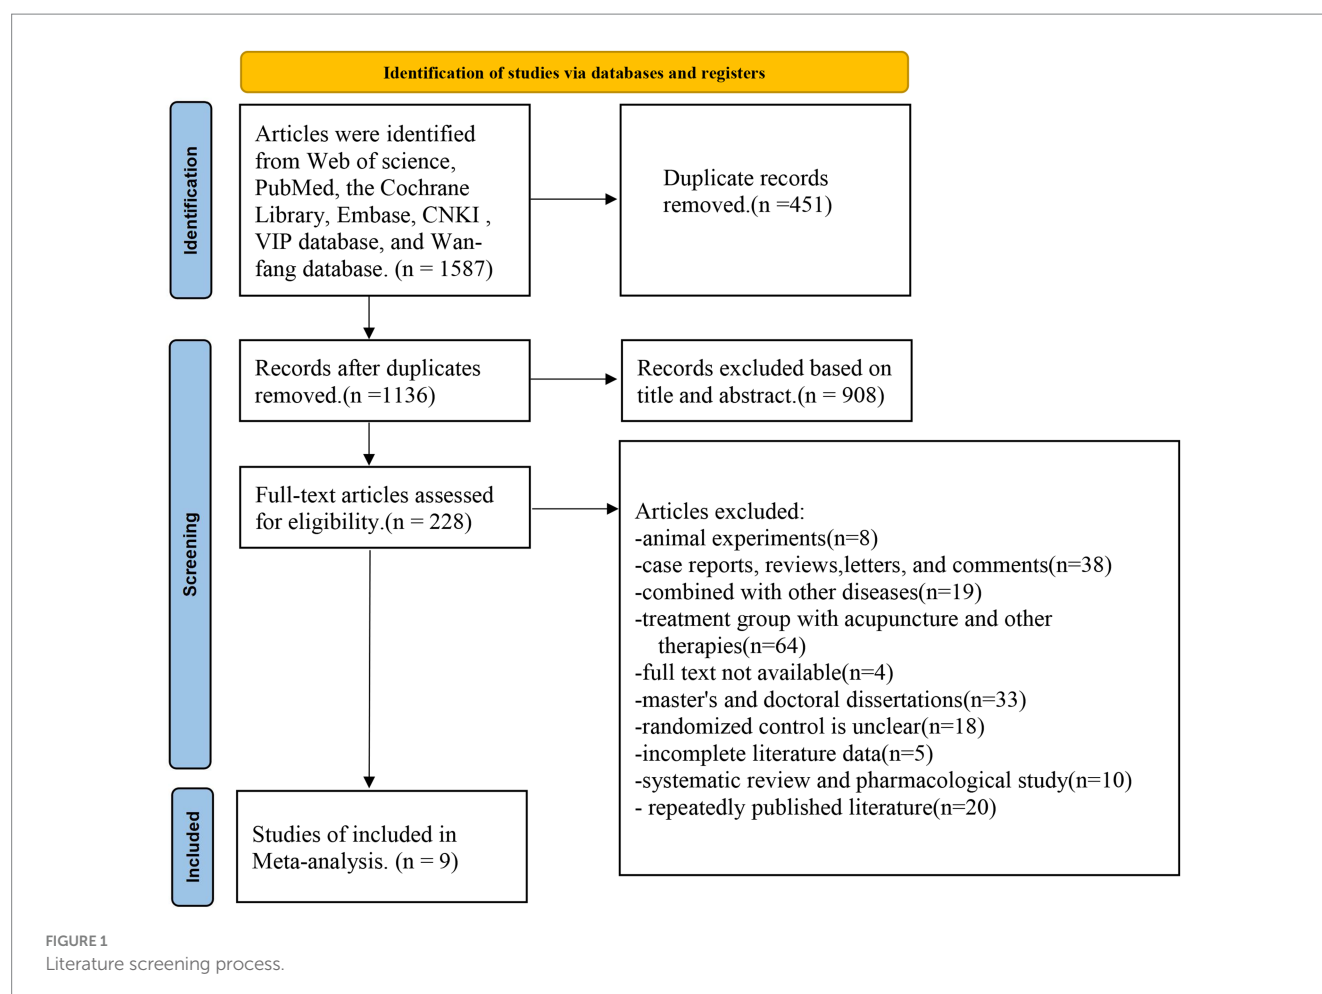 Identification of studies via databases and registers
Identification
Articles were identified
from Web of science,
PubMed, the Cochrane
Library, Embase, CNKI ,
VIP database, and Wan-
fang database. (n = 1587)
Duplicate records
removed.(n =451)
Screening
Records after duplicates
removed.(n =1136)
Records excluded based on
title and abstract.(n = 908)
Full-text articles assessed
for eligibility.(n = 228)
Articles excluded:
-animal experiments(n=8)
-case reports, reviews,letters, and comments(n=38)
-combined with other diseases(n=19)
-treatment group with acupuncture and other
therapies(n=64)
-full text not available(n=4)
-master's and doctoral dissertations(n=33)
-randomized control is unclear(n=18)
-incomplete literature data(n=5)
-systematic review and pharmacological study(n=10)
- repeatedly published literature(n=20)
Included
Studies of included in
Meta-analysis. (n = 9)
FIGURE 1
Literature screening process.